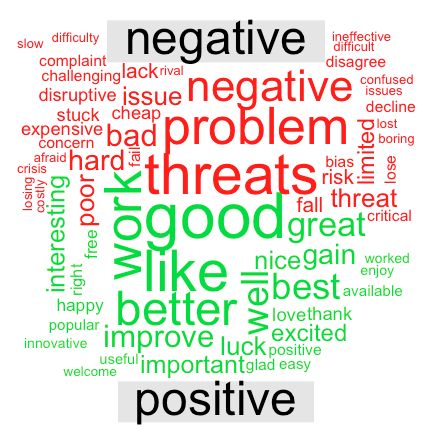 negative
slow
difficulty
ineffective
difficult
complaint
lack
rival
disagree
challenging
negative
confused
disruptive
issue
issues
stuck
cheap
problem
decline
expensive
bad
limited
lost
concern
fail
boring
afraid
hard
threats
bias
lose
crisis
risk
costly
poor
fall
threat
losing
critical
interesting
work
good
great
free
nice
gain
worked
right
like
enjoy
happy
better
well
best
available
popular
love
thank
innovative
improve
luck
excited
useful
important
positive
welcome
glad
easy
positive